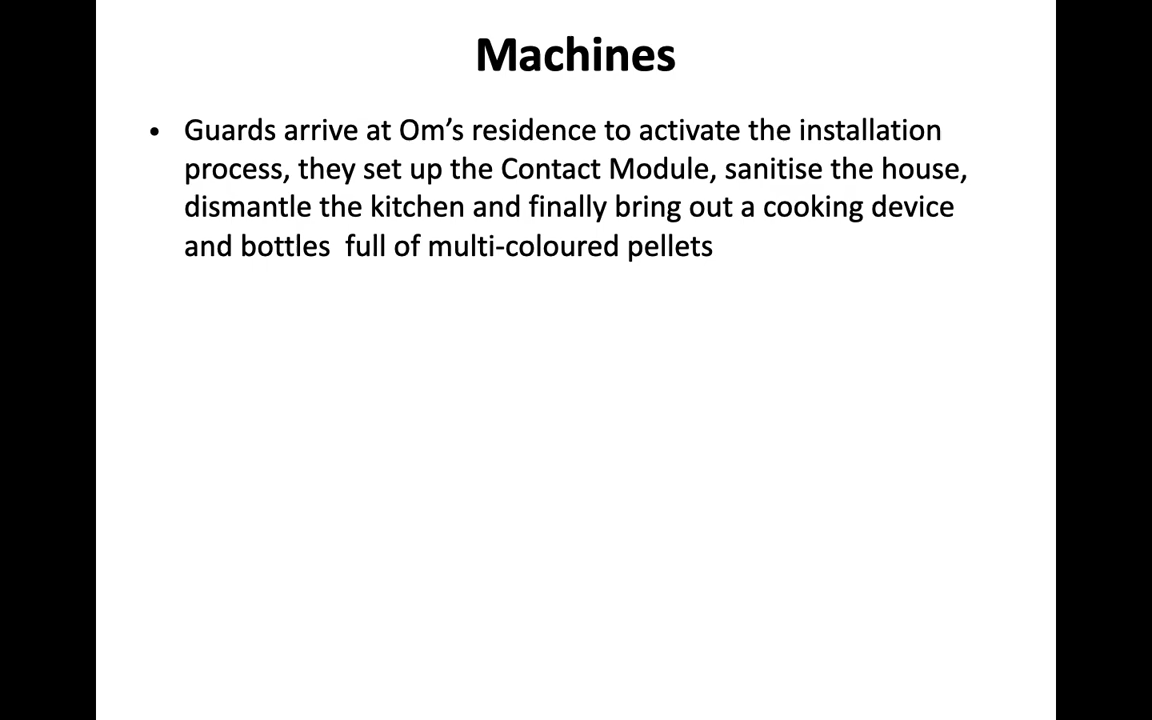 Machines
• Guards arrive at Om’s residence to activate the installation
process, they set up the Contact Module, sanitise the house,
dismantle the kitchen and finally bring out a cooking device
and bottles  full of multi-coloured pellets